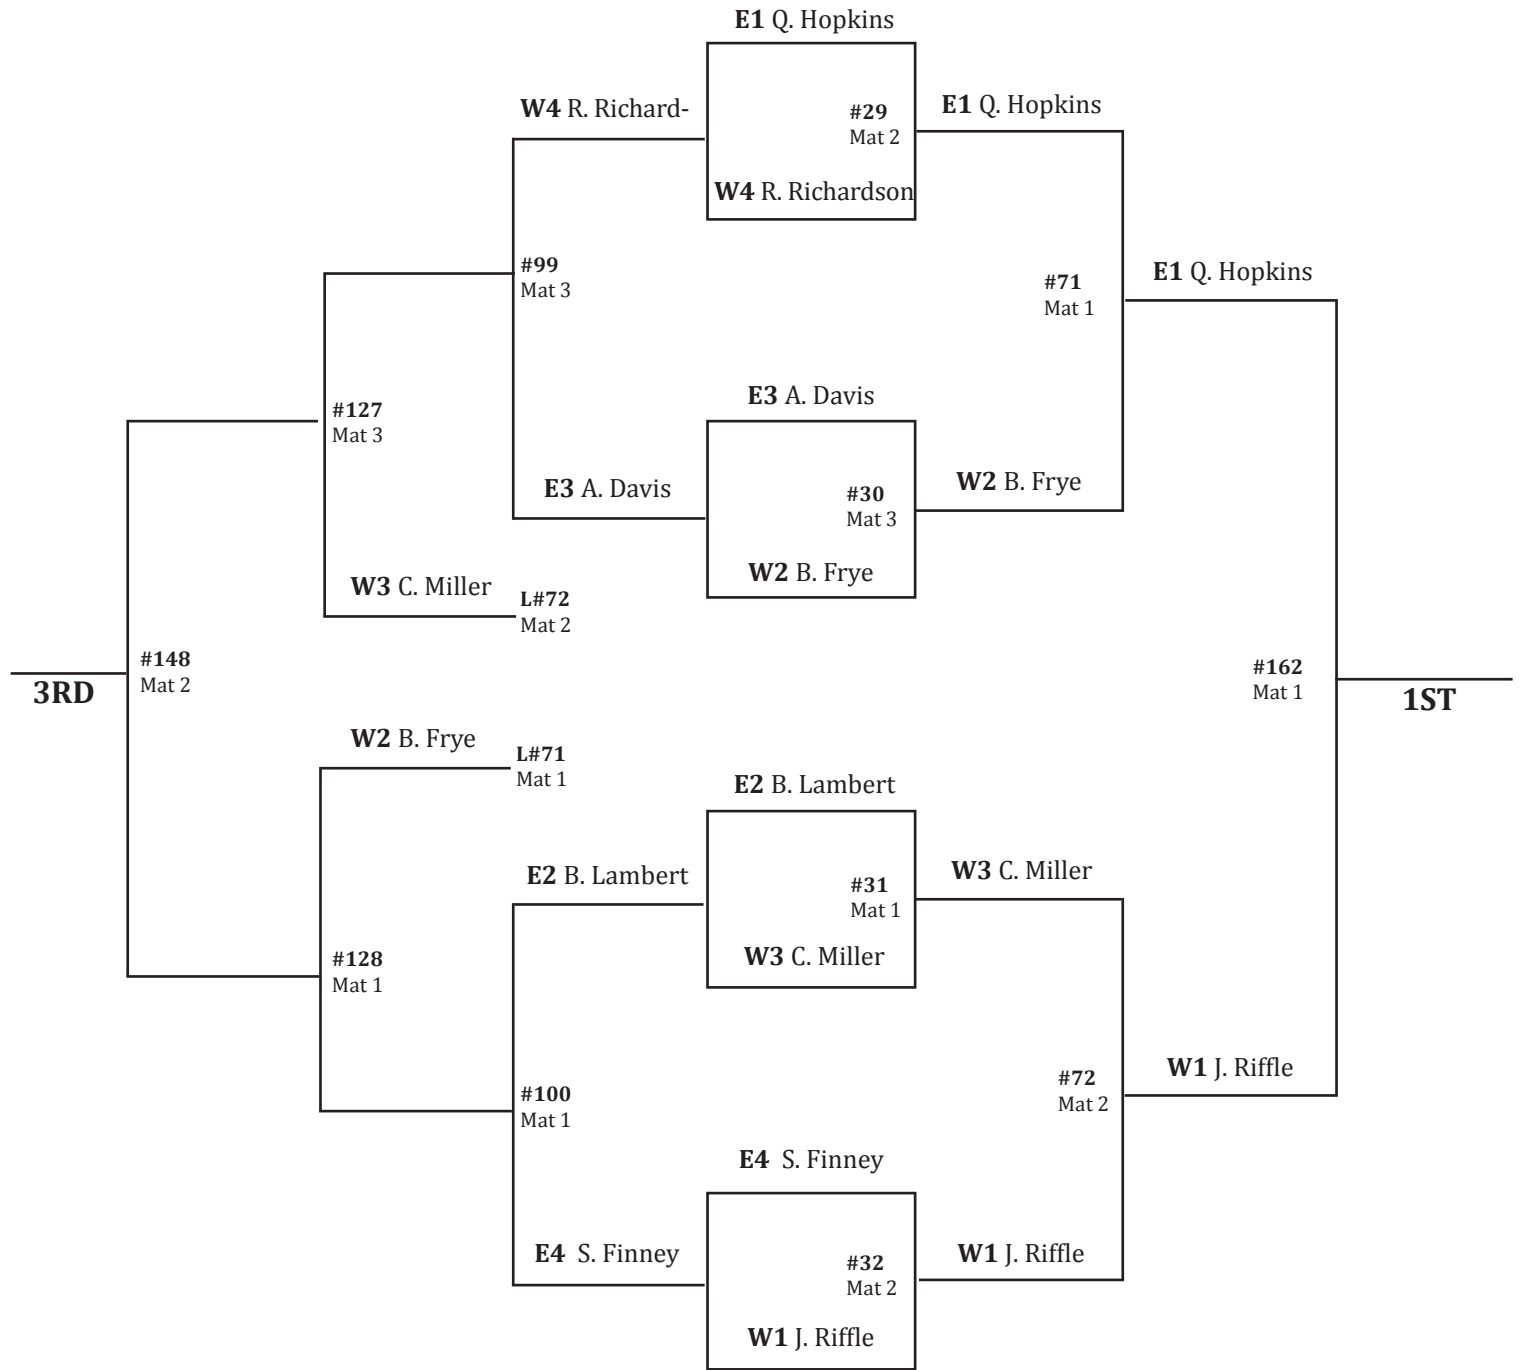 E1 Q. Hopkins
W4 R. Richard-
#29
Mat 2
E1 Q. Hopkins
W4 R. Richardson
#99
Mat 3
#71
Mat 1
E1 Q. Hopkins
E3 A. Davis
#127
Mat 3
E3 A. Davis
#30
Mat 3
W2 B. Frye
W2 B. Frye
W3 C. Miller
L#72
Mat 2
#148
Mat 2
3RD
#162
Mat 1
1ST
W2 B. Frye
L#71
Mat 1
E2 B. Lambert
E2 B. Lambert
#31
Mat 1
W3 C. Miller
W3 C. Miller
#128
Mat 1
#100
Mat 1
#72
Mat 2
W1 J. Riffle
E4 S. Finney
E4 S. Finney
#32
Mat 2
W1 J. Riffle
W1 J. Riffle